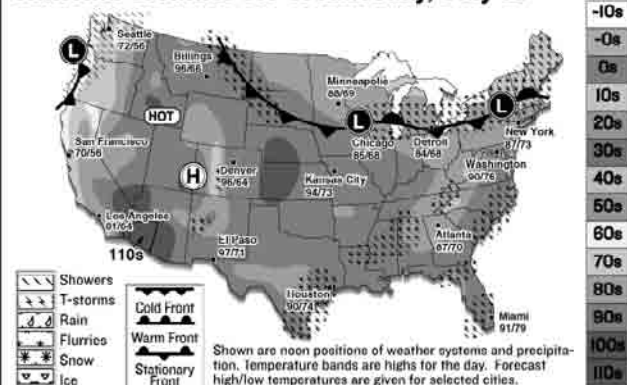 Seattle
72/56
Billings
96/66
Minneapolis
88/69
HOT
San Francisco
70/56
Denver
96/64
H
Kansas City
94/73
L
L
L
Chicago
85/68
Detroit
84/68
New York
87/73
Washington
90/76
Los Angeles
81/64
110s
El Paso
97/71
Atlanta
87/70
Houston
90/74
Miami
91/79
Showers
T-storms
Rain
Flurries
Snow
Ice
Cold Front
Warm Front
Stationary
Front
Shown are noon positions of weather systems and precipita-
tion. Temperature bands are highs for the day. Forecast
high/low temperatures are given for selected cities.
-10s
-0s
0s
10s
20s
30s
40s
50s
60s
70s
80s
90s
100s
110s